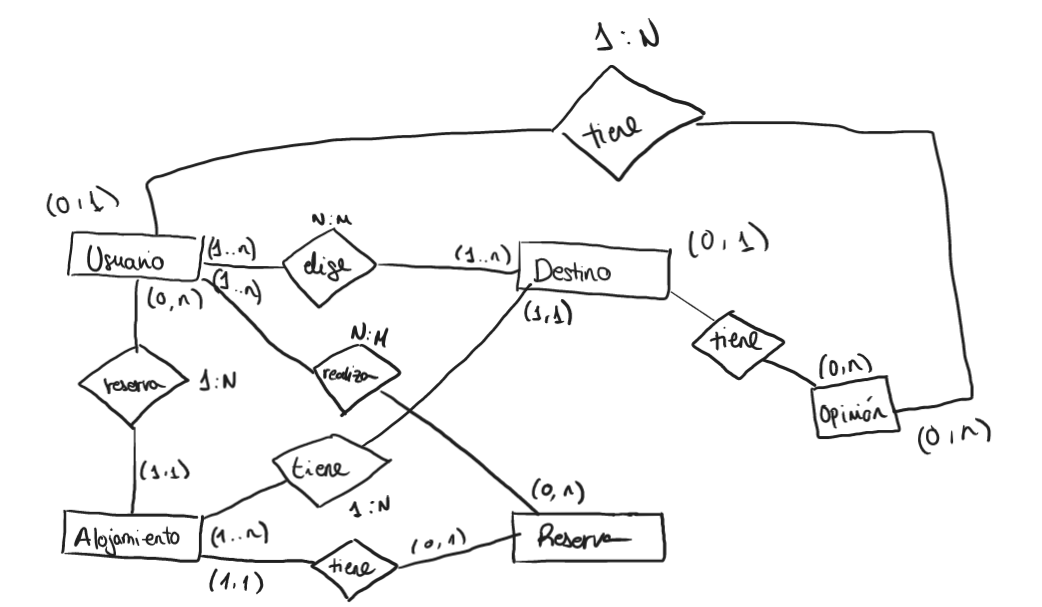 1:N
tiene
(0,1)
Usuario
(1..n)
N:M
elige
(1..n)
Destino
(0,1)
(1..n)
(0,n)
(1,1)
tiene
N:M
realiza
reserva
1:N
(0,n)
Opinión
(0,n)
tiene
1:N
(1,1)
(0,n)
Alojamiento
(1..n)
(0,1)
Reserva
tiene
(1,1)